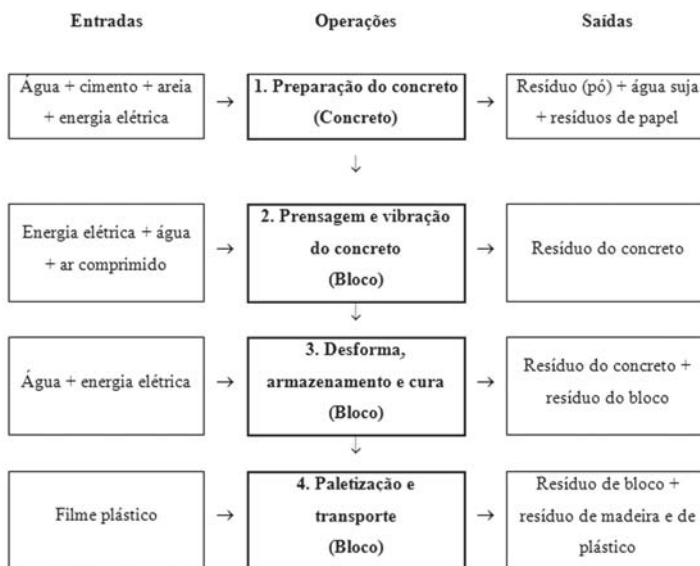 Entradas
Operações
Saídas
Água + cimento + areia
+ energia elétrica
→
1. Preparação do concreto
(Concreto)
→
Resíduo (pó) + água suja
+ resíduos de papel
↓
Energia elétrica + água
+ ar comprimido
→
2. Prensagem e vibração
do concreto
(Bloco)
→
Resíduo do concreto
↓
Água + energia elétrica
→
3. Desforma,
armazenamento e cura
(Bloco)
→
Resíduo do concreto +
resíduo do bloco
↓
Filme plástico
→
4. Paletização e
transporte
(Bloco)
→
Resíduo de bloco +
resíduo de madeira e de
plástico